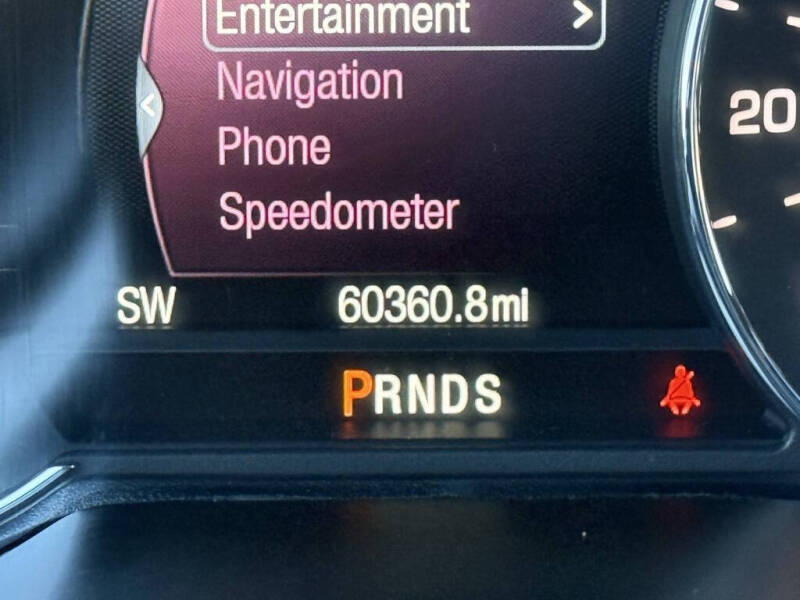 Entertainment >
<
Navigation
Phone
Speedometer
20
SW 60360.8mi
PRNDS